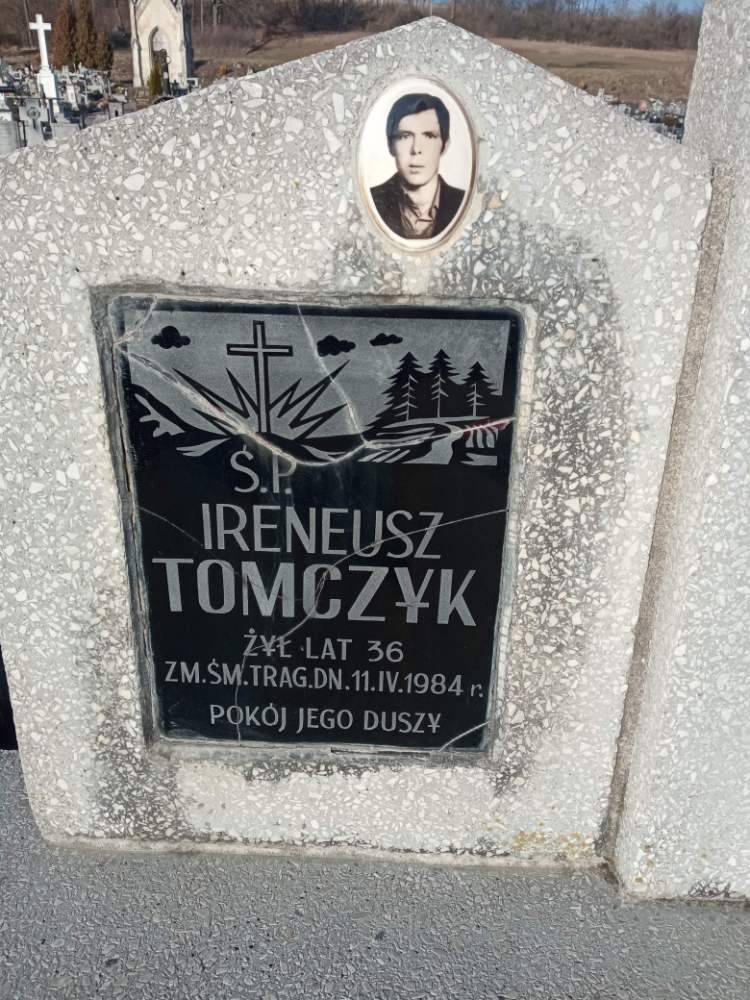 Ś.P.
IRENEUSZ
TOMCZYK
ŻYŁ LAT 36
ZM.ŚM.TRAG.DN.11.IV.1984 r.
POKÓJ JEGO DUSZY